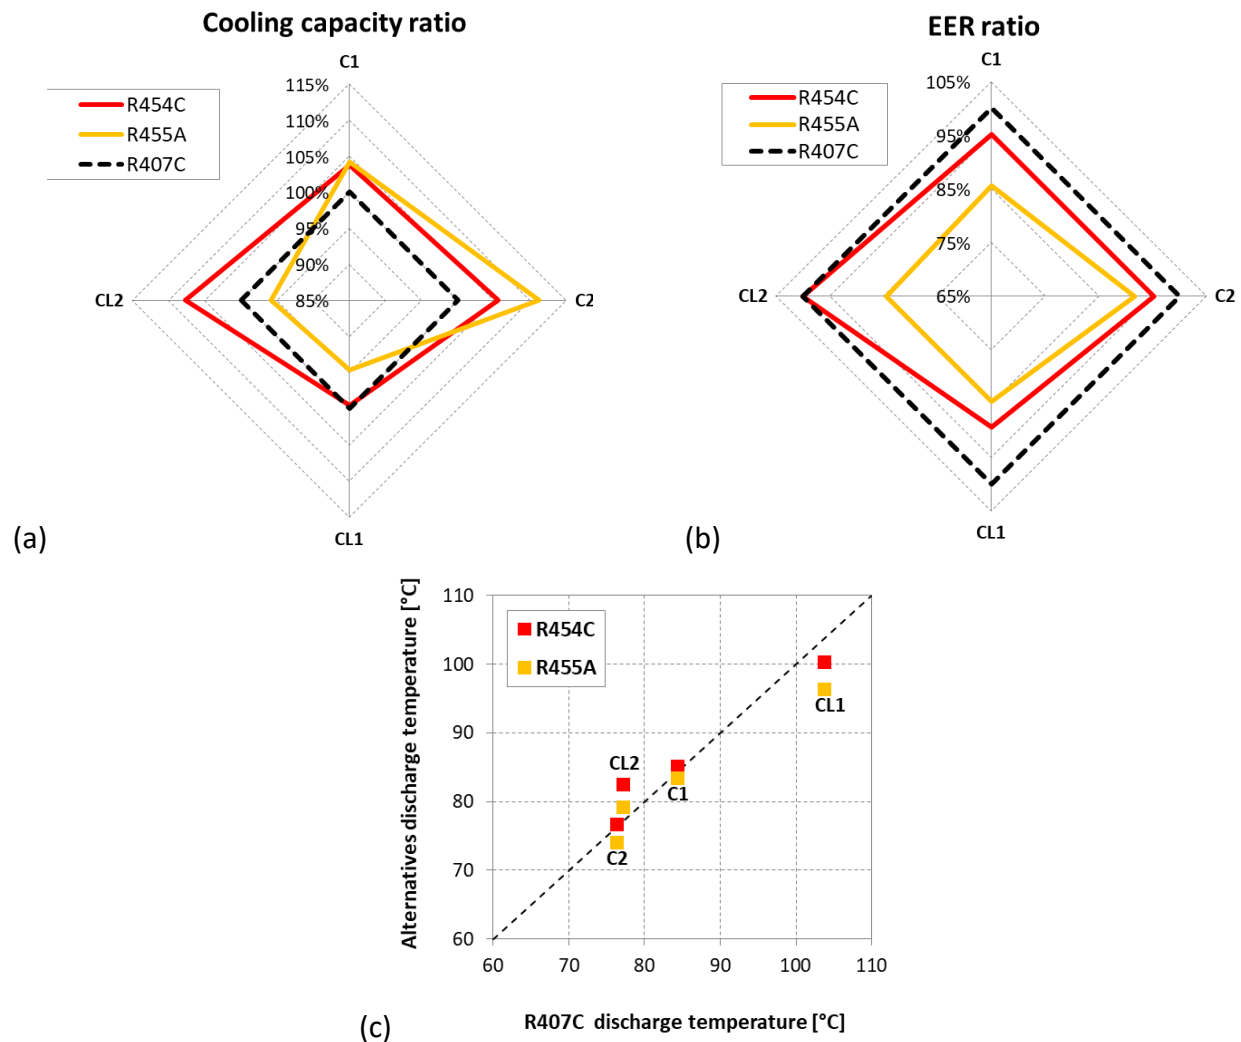 Cooling capacity ratio
C1
115%
110%
105%
100%
95%
90%
85%
R454C
R455A
R407C
CL2
C2
CL1
(a)
EER ratio
C1
105%
95%
85%
75%
65%
R454C
R455A
R407C
CL2
C2
CL1
(b)
Alternatives discharge temperature [°C]
110
100
90
80
70
60
R454C
R455A
CL1
CL2
C1
C2
60 70 80 90 100 110
(c)
R407C discharge temperature [°C]